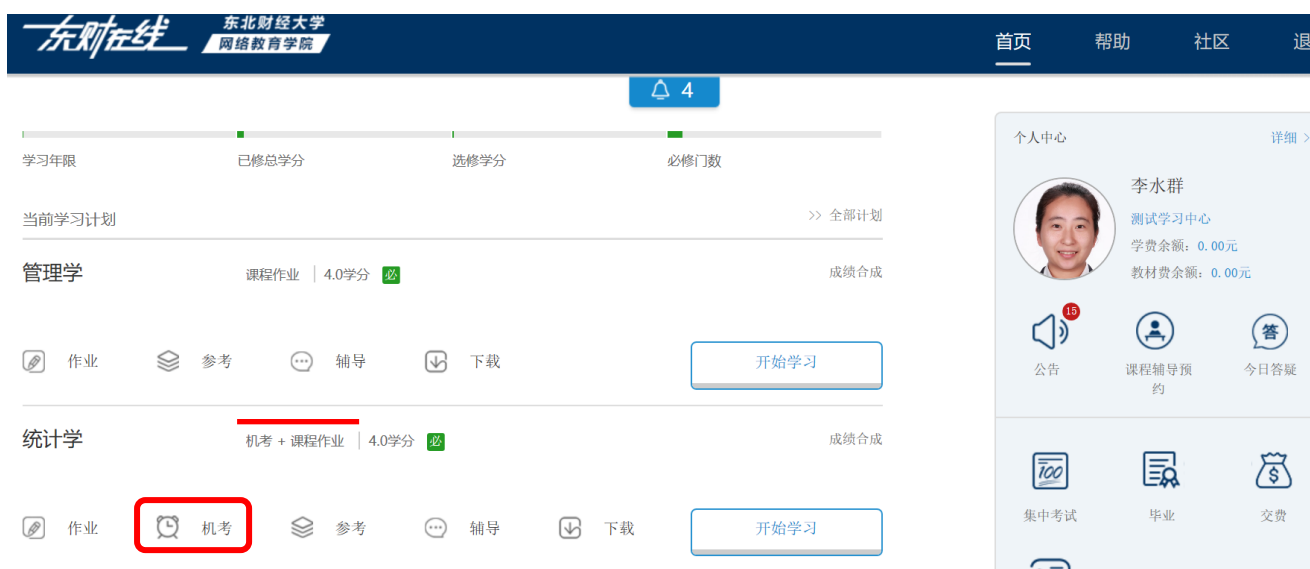 东财在线 东北财经大学
网络教育学院
首页 帮助 社区 退
4
学习年限 已修总学分 选修学分 必修门数
当前学习计划 >> 全部计划
管理学 课程作业 4.0学分 必 成绩合成
作业 参考 辅导 下载 开始学习
统计学 机考 + 课程作业 4.0学分 必 成绩合成
作业 机考 参考 辅导 下载 开始学习
个人中心 详细 >
李水群
测试学习中心
学费余额: 0.00元
教材费余额: 0.00元
15
答
公告 课程辅导预 今日答疑
约
100 $
集中考试 毕业 交费